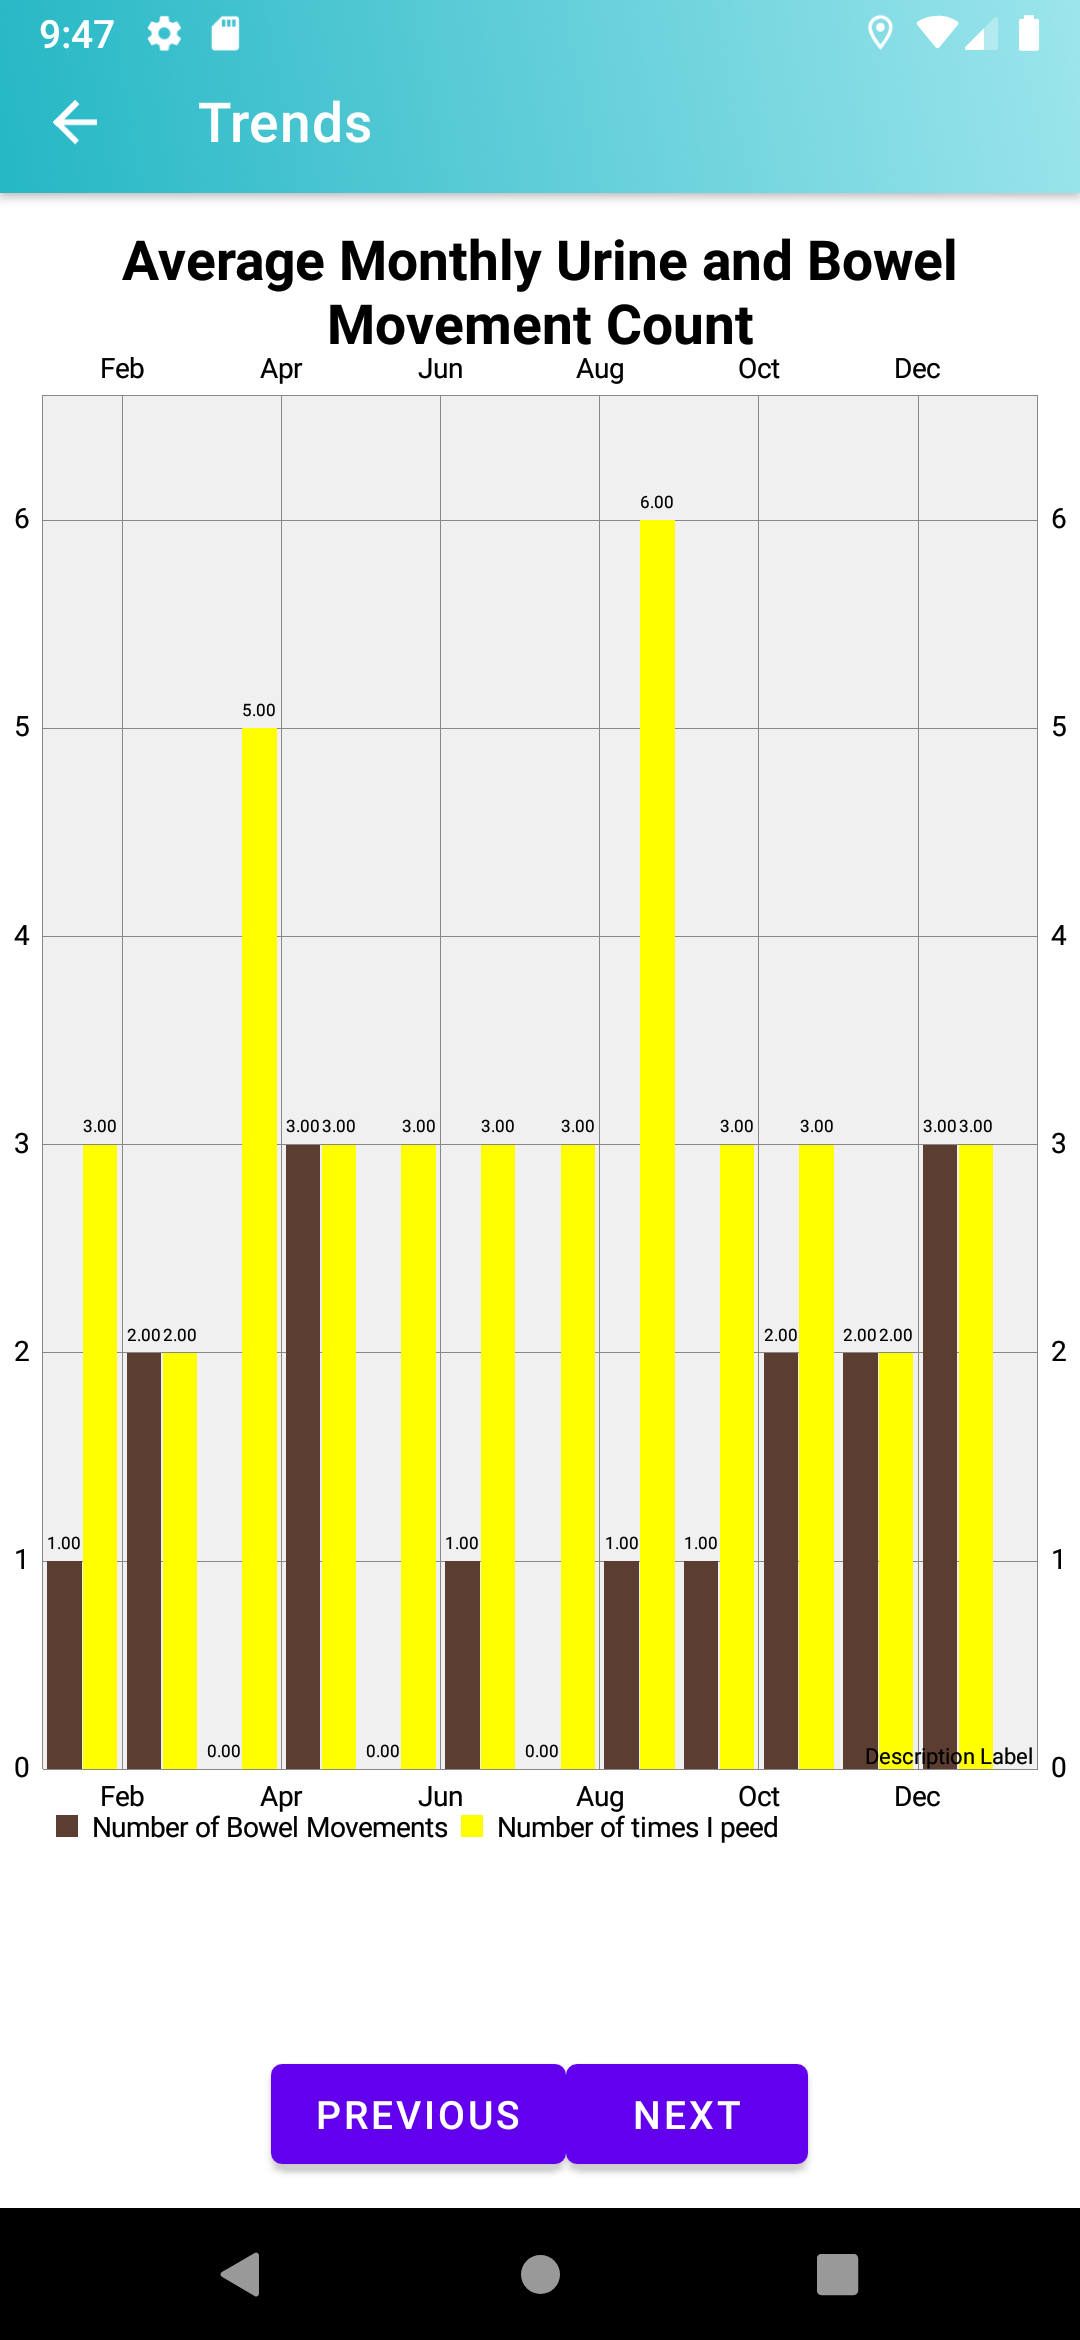 9:47
Trends
Average Monthly Urine and Bowel
Movement Count
Feb Apr Jun Aug Oct Dec
6.00
6 6
5.00
5 5
4 4
3.00 3.00 3.00 3.00 3.00 3.00 3.00 3.00 3.00 3.00
3 3
2.00 2.00 2.00 2.00 2.00
2 2
1.00 1.00 1.00 1.00
1 1
0.00 0.00 0.00
Description Label
0 0
Feb Apr Jun Aug Oct Dec
Number of Bowel Movements Number of times I peed
PREVIOUS NEXT